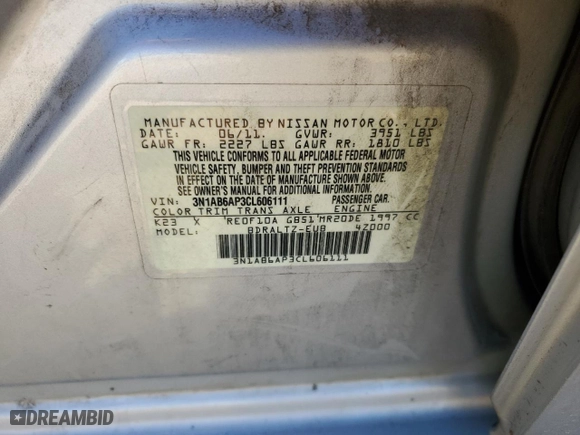 MANUFACTURED BY NISSAN MOTOR CO., LTD.
DATE: 06/11. GVWR: 3951 LBS
GAWR FR: 2227 LBS GAWR RR: 1810 LBS
THIS VEHICLE CONFORMS TO ALL APPLICABLE FEDERAL MOTOR
VEHICLE SAFETY, BUMPER AND THEFT PREVENTION STANDARDS
IN EFFECT ON THE DATE OF MANUFACTURE SHOWN ABOVE.
SEE OWNER'S MANUAL FOR ADDITIONAL INFORMATION
VIN: 3N1AB6AP3CL606111 PASSENGER CAR.
COLOR TRIM TRANS AXLE ENGINE
K23 X REOF10A GB51 MR20DE 1997 CC
MODEL: BDRALTZ-EUB 4Z000
3N1AB6AP3CL606111
DREAMBID